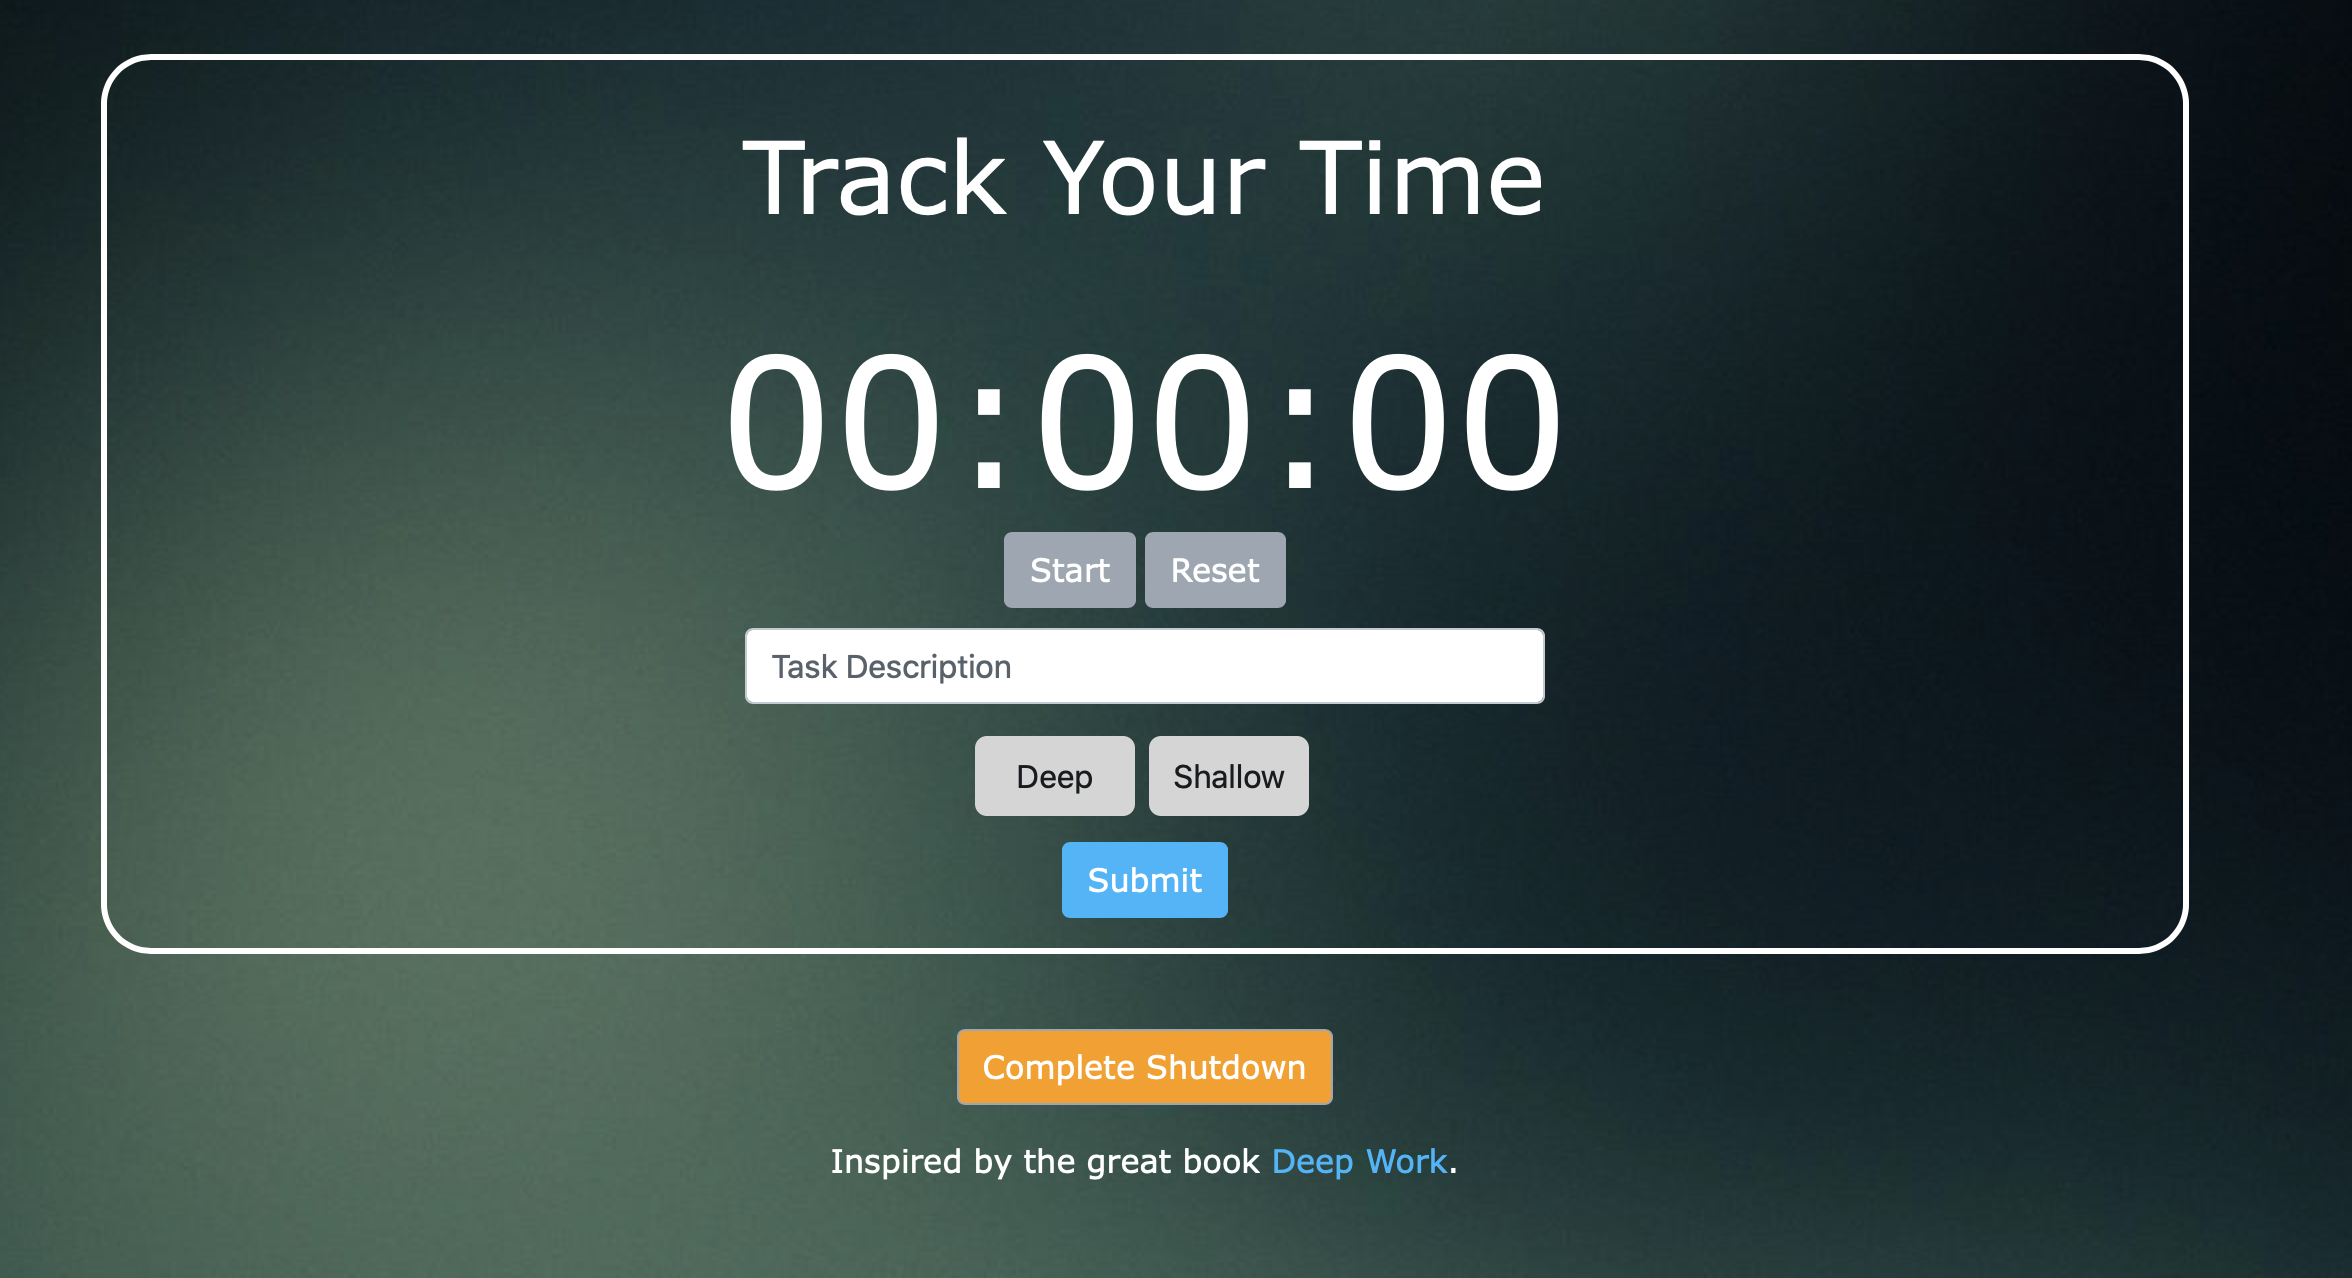 Track Your Time
00:00:00
Start Reset
Task Description
Deep Shallow
Submit
Complete Shutdown
Inspired by the great book Deep Work.